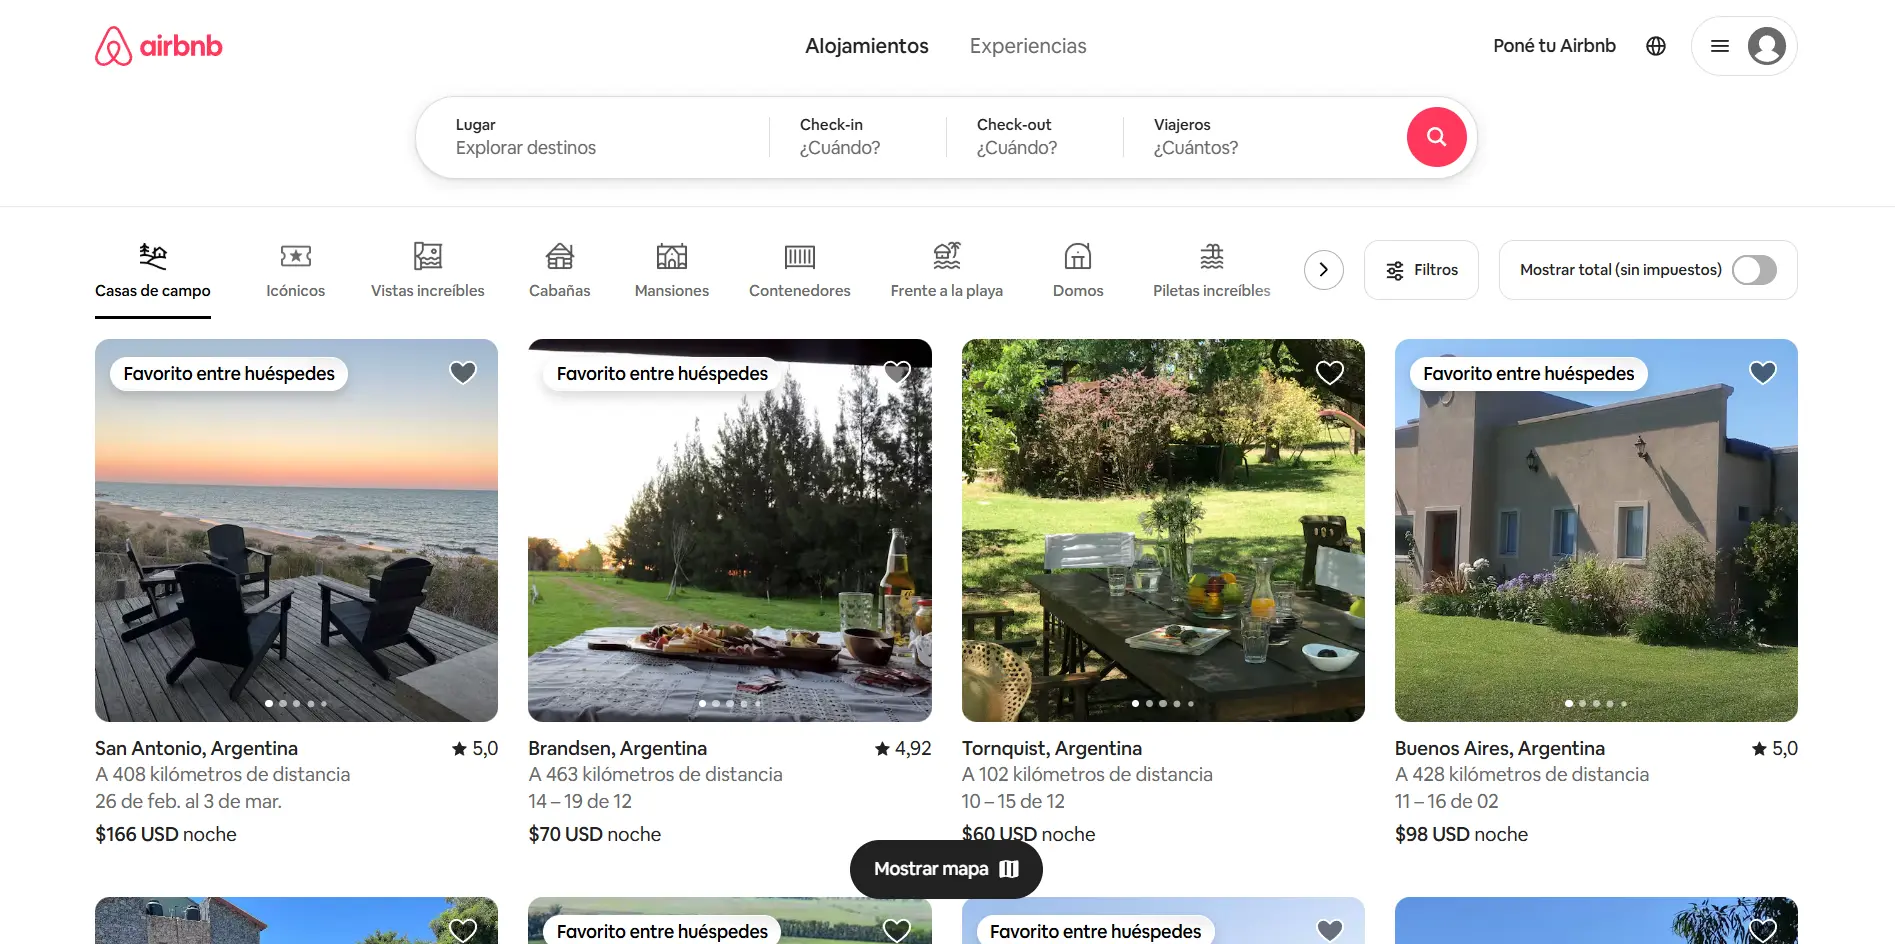 airbnb
Alojamientos
Experiencias
Poné tu Airbnb
Lugar
Explorar destinos
Check-in
¿Cuándo?
Check-out
¿Cuándo?
Viajeros
¿Cuántos?
Casas de campo
Icónicos
Vistas increíbles
Cabañas
Mansiones
Contenedores
Frente a la playa
Domos
Piletas increíbles
Filtros
Mostrar total (sin impuestos)
Favorito entre huéspedes
San Antonio, Argentina
5,0
A 408 kilómetros de distancia
26 de feb. al 3 de mar.
$166 USD noche
Favorito entre huéspedes
Brandsen, Argentina
4,92
A 463 kilómetros de distancia
14 – 19 de 12
$70 USD noche
Tornquist, Argentina
A 102 kilómetros de distancia
10 – 15 de 12
$60 USD noche
Favorito entre huéspedes
Buenos Aires, Argentina
5,0
A 428 kilómetros de distancia
11 – 16 de 02
$98 USD noche
Mostrar mapa
Favorito entre huéspedes
Favorito entre huéspedes